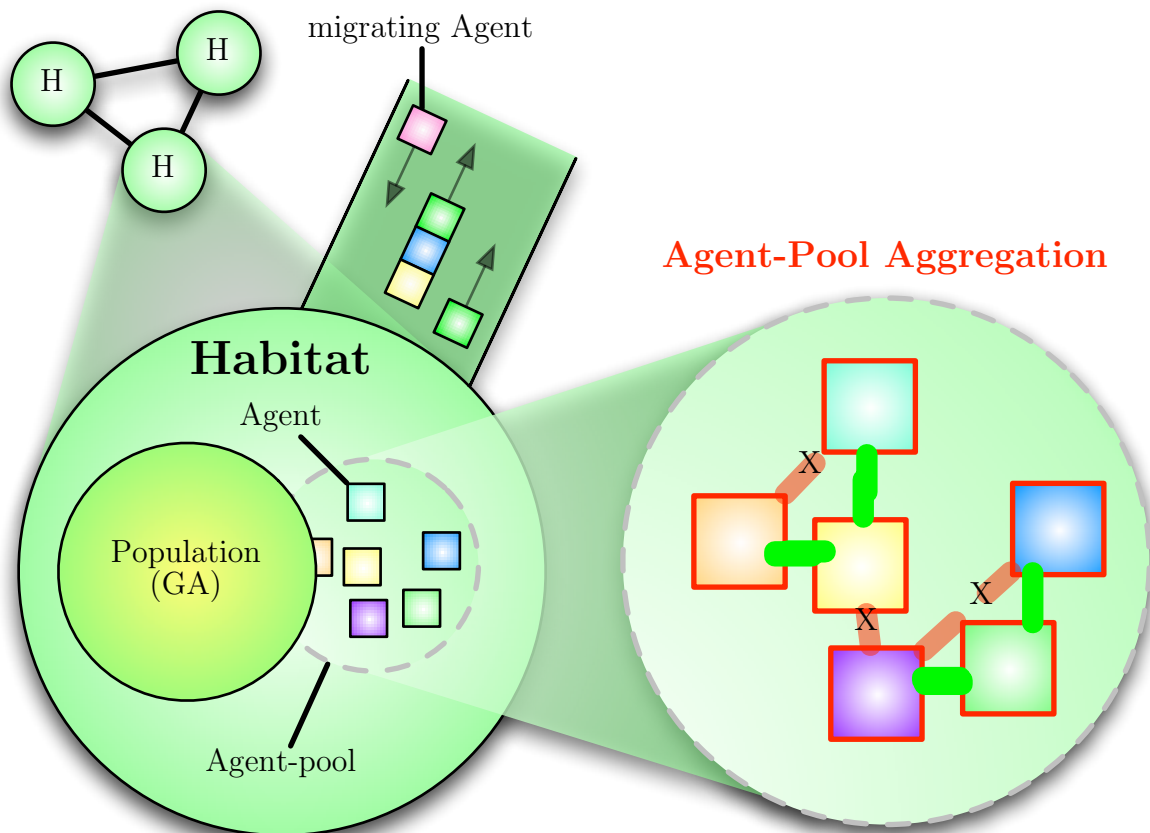 migrating Agent
H
H
H
Agent-Pool Aggregation
Habitat
Agent
X
Population
(GA)
X
X
Agent-pool